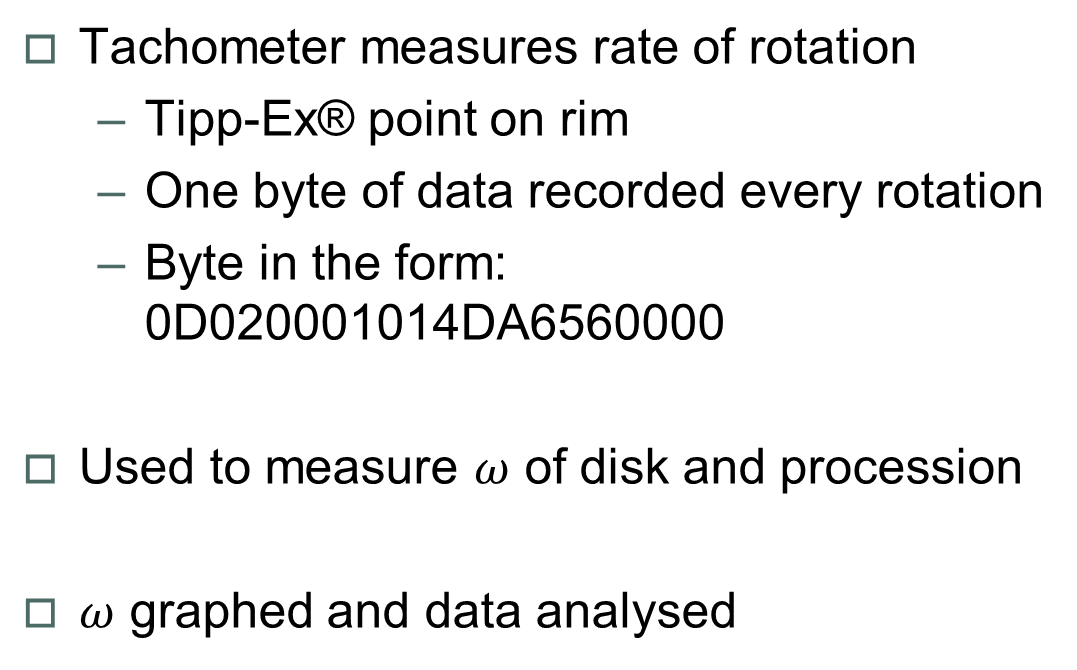 Tachometer measures rate of rotation
– Tipp-Ex® point on rim
– One byte of data recorded every rotation
– Byte in the form:
0D020001014DA6560000
Used to measure ω of disk and procession
ω graphed and data analysed